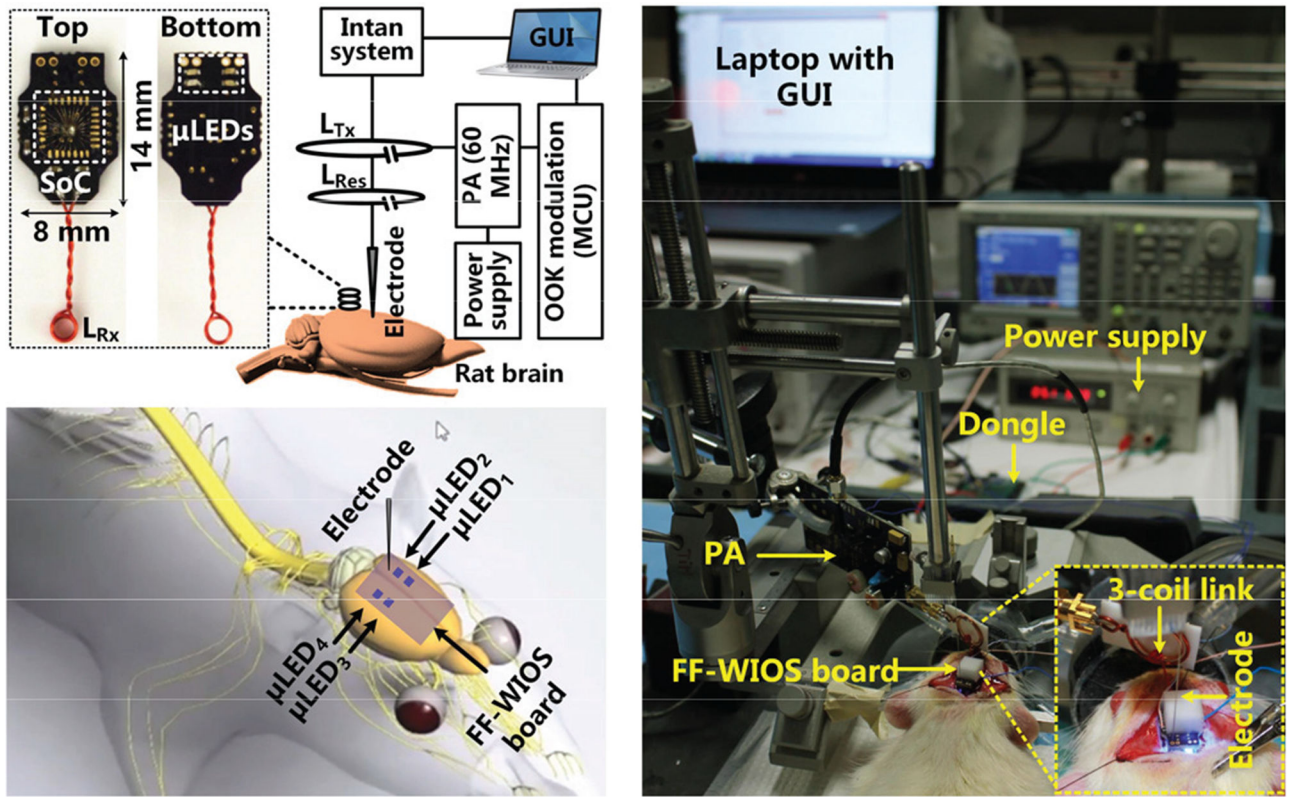 Top
Bottom
14 mm
μLEDs
SoC
8 mm
LRx
Intan
system
GUI
LTx
LRes
PA (60
MHz)
OOK modulation
(MCU)
Power
supply
Electrode
Rat brain
Electrode
μLED2
μLED1
μLED4
μLED3
FF-WIOS
board
Laptop with
GUI
Power supply
Dongle
PA
FF-WIOS board
3-coil link
Electrode